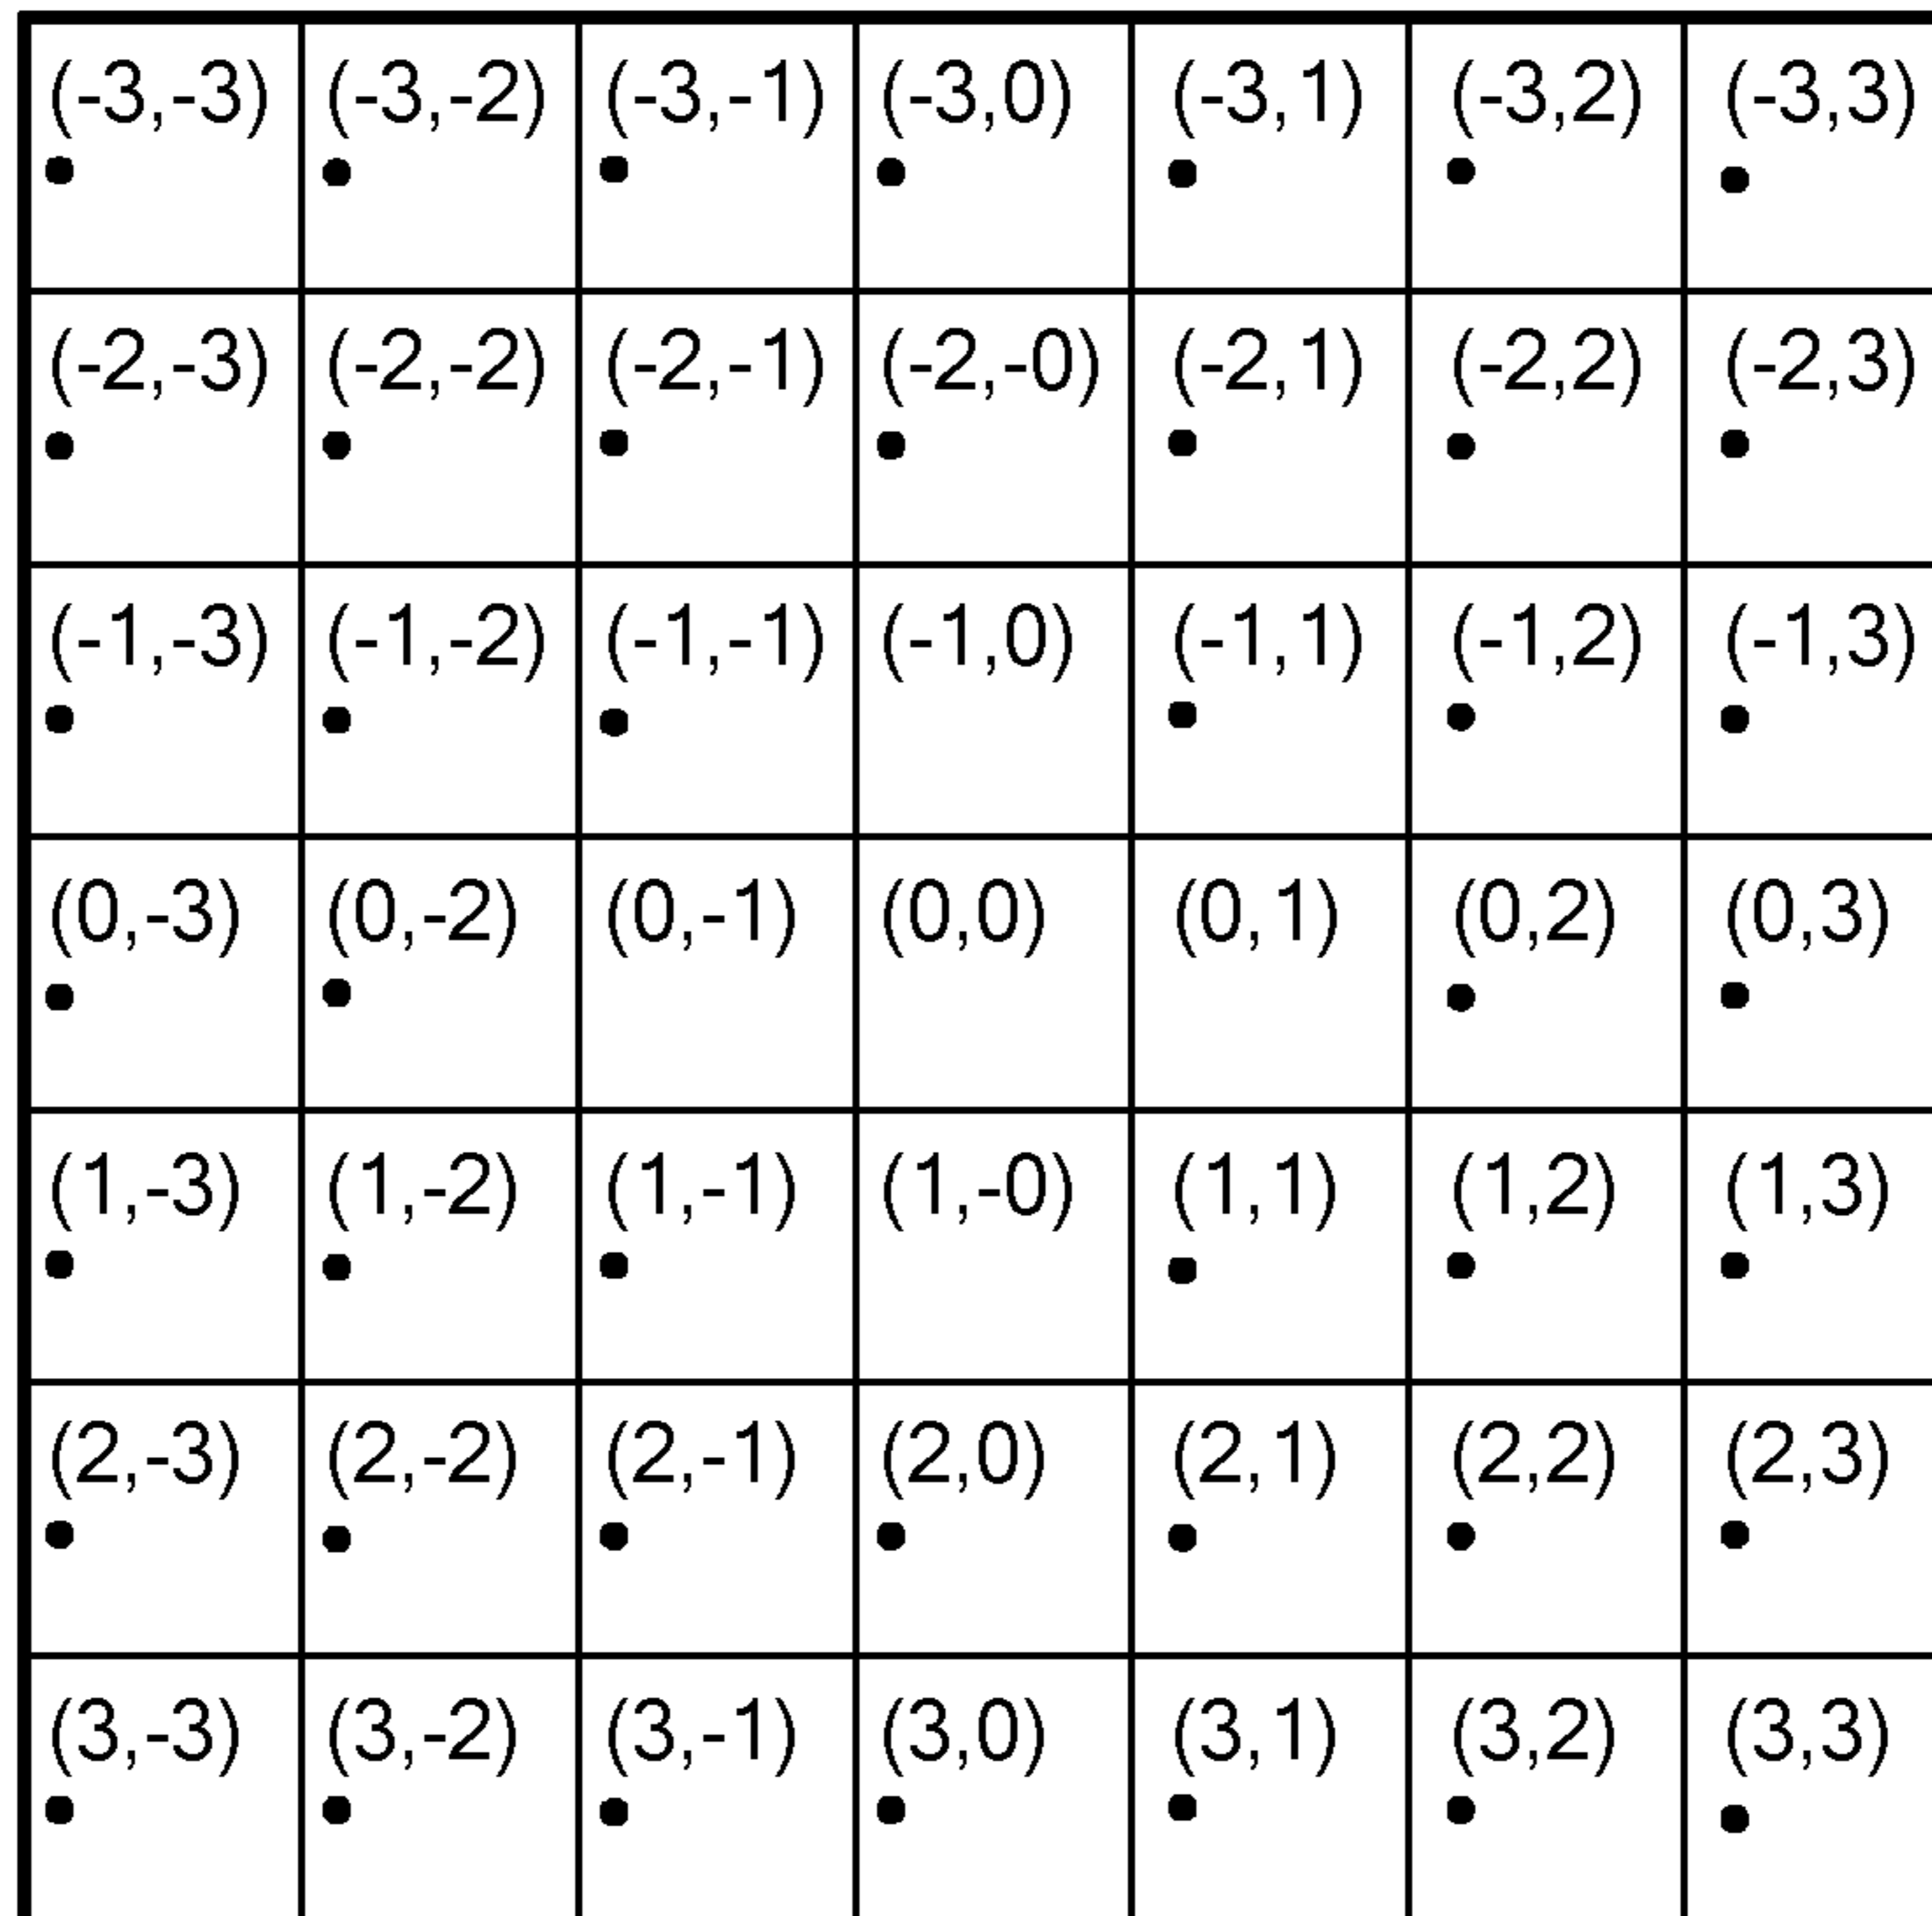 (-3,-3) (-3,-2) (-3,-1) (-3,0) (-3,1) (-3,2) (-3,3)
(-2,-3) (-2,-2) (-2,-1) (-2,-0) (-2,1) (-2,2) (-2,3)
(-1,-3) (-1,-2) (-1,-1) (-1,0) (-1,1) (-1,2) (-1,3)
(0,-3) (0,-2) (0,-1) (0,0) (0,1) (0,2) (0,3)
(1,-3) (1,-2) (1,-1) (1,-0) (1,1) (1,2) (1,3)
(2,-3) (2,-2) (2,-1) (2,0) (2,1) (2,2) (2,3)
(3,-3) (3,-2) (3,-1) (3,0) (3,1) (3,2) (3,3)